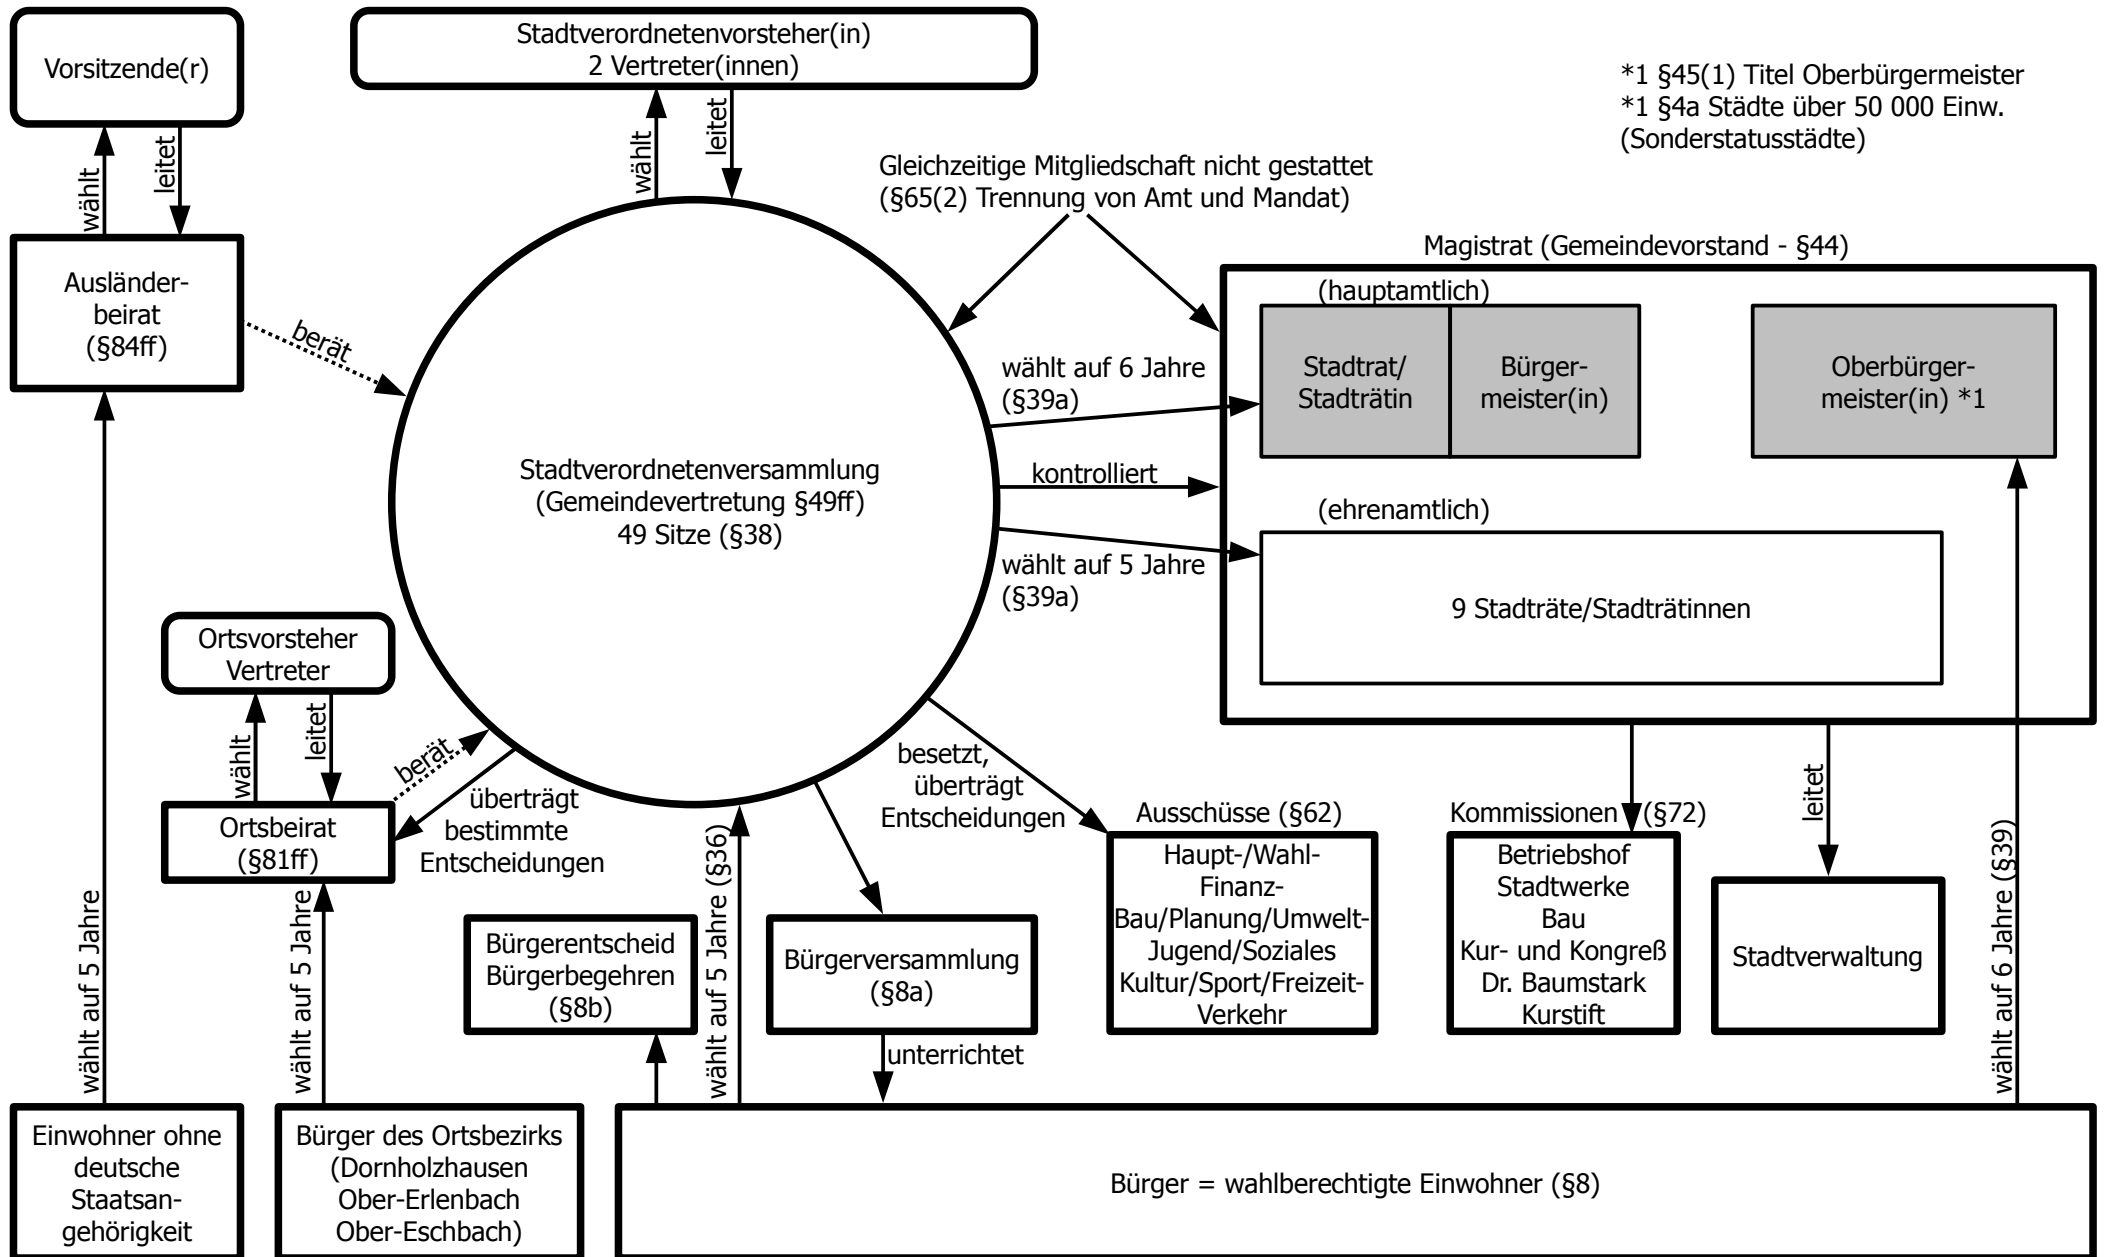 Vorsitzende(r)
Stadtverordnetenvorsteher(in)
2 Vertreter(innen)
*1 §45(1) Titel Oberbürgermeister
*1 §4a Städte über 50 000 Einw.
(Sonderstatusstädte)
wählt
leitet
wählt
leitet
Gleichzeitige Mitgliedschaft nicht gestattet
(§65(2) Trennung von Amt und Mandat)
Magistrat (Gemeindevorstand - §44)
Ausländer-
beirat
(§84ff)
berät
(hauptamtlich)
Stadtrat/
Stadträtin
Bürger-
meister(in)
Oberbürger-
meister(in) *1
wählt auf 6 Jahre
(§39a)
kontrolliert
Stadtverordnetenversammlung
(Gemeindevertretung §49ff)
49 Sitze (§38)
(ehrenamtlich)
wählt auf 5 Jahre
(§39a)
9 Stadträte/Stadträtinnen
Ortsvorsteher
Vertreter
wählt
leitet
berät
überträgt
bestimmte
Entscheidungen
Ortsbeirat
(§81ff)
besetzt,
überträgt
Entscheidungen
Ausschüsse (§62)
Haupt-/Wahl-
Finanz-
Bau/Planung/Umwelt-
Jugend/Soziales
Kultur/Sport/Freizeit-
Verkehr
Kommissionen (§72)
Betriebshof
Stadtwerke
Bau
Kur- und Kongreß
Dr. Baumstark
Kurstift
leitet
Stadtverwaltung
wählt auf 5 Jahre
wählt auf 5 Jahre
Bürgerentscheid
Bürgerbegehren
(§8b)
wählt auf 5 Jahre (§36)
Bürgerversammlung
(§8a)
unterrichtet
wählt auf 6 Jahre (§39)
Einwohner ohne
deutsche
Staatsan-
gehörigkeit
Bürger des Ortsbezirks
(Dornholzhausen
Ober-Erlenbach
Ober-Eschbach)
Bürger = wahlberechtigte Einwohner (§8)